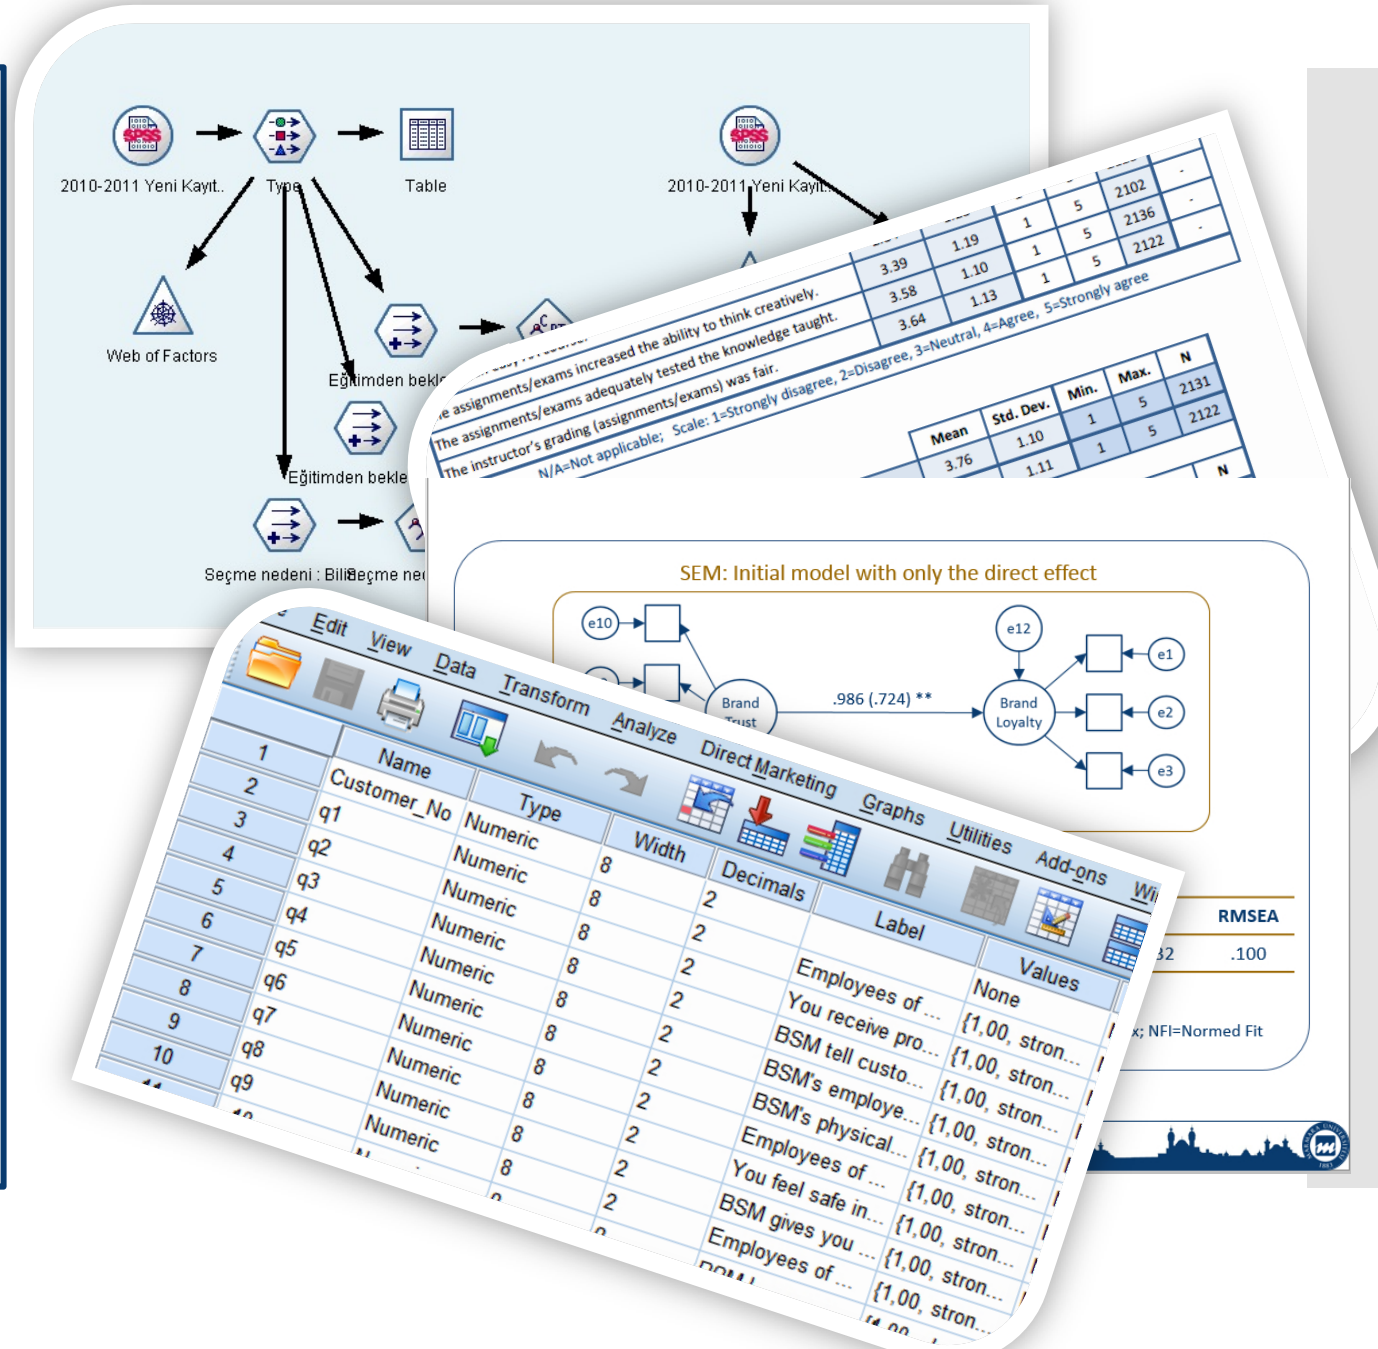 2010-2011 Yeni Kayıt..
Type
Table
2010-2011 Yeni Kayıt..
Web of Factors
Eğitimden bekle
Eğitimden bekle
Seçme nedeni : Bili
Seçme ne
2102
1 5 2136 -
3.39 1.19 1 5 2122 -
3.58 1.10 1 5
3.64 1.13 1
assignments/exams increased the ability to think creatively.
The assignments/exams adequately tested the knowledge taught.
The instructor's grading (assignments/exams) was fair.
N/A=Not applicable; Scale: 1=Strongly disagree, 2=Disagree, 3=Neutral, 4=Agree, 5=Strongly agree
Mean Std. Dev. Min. Max. N
3.76 1.10 1 5 2131
1.11 1 5 2122
N
SEM: Initial model with only the direct effect
e10
e12
e1
Brand
.986 (.724) **
Brand
Loyalty
e2
e3
RMSEA
.100
NFI=Normed Fit
Edit View Data Transform Analyze Direct Marketing Graphs Utilities Add-ons
Name Type Width Decimals Label Values
1 Customer_No Numeric 8 2 None
2 q1 Numeric 8 2 Employees of ... {1,00, stron...
3 q2 Numeric 8 2 You receive pro... {1,00, stron...
4 q3 Numeric 8 2 BSM tell custo... {1,00, stron...
5 q4 Numeric 8 2 BSM's employe... {1,00, stron...
6 q5 Numeric 8 2 BSM's physical... {1,00, stron...
7 q6 Numeric 8 2 Employees of ... {1,00, stron...
8 q7 Numeric 8 2 You feel safe in... {1,00, stron...
9 q8 Numeric 8 2 BSM gives you ... {1,00, stron...
10 q9 Numeric 8 2 Employees of ... {1,00, stron...